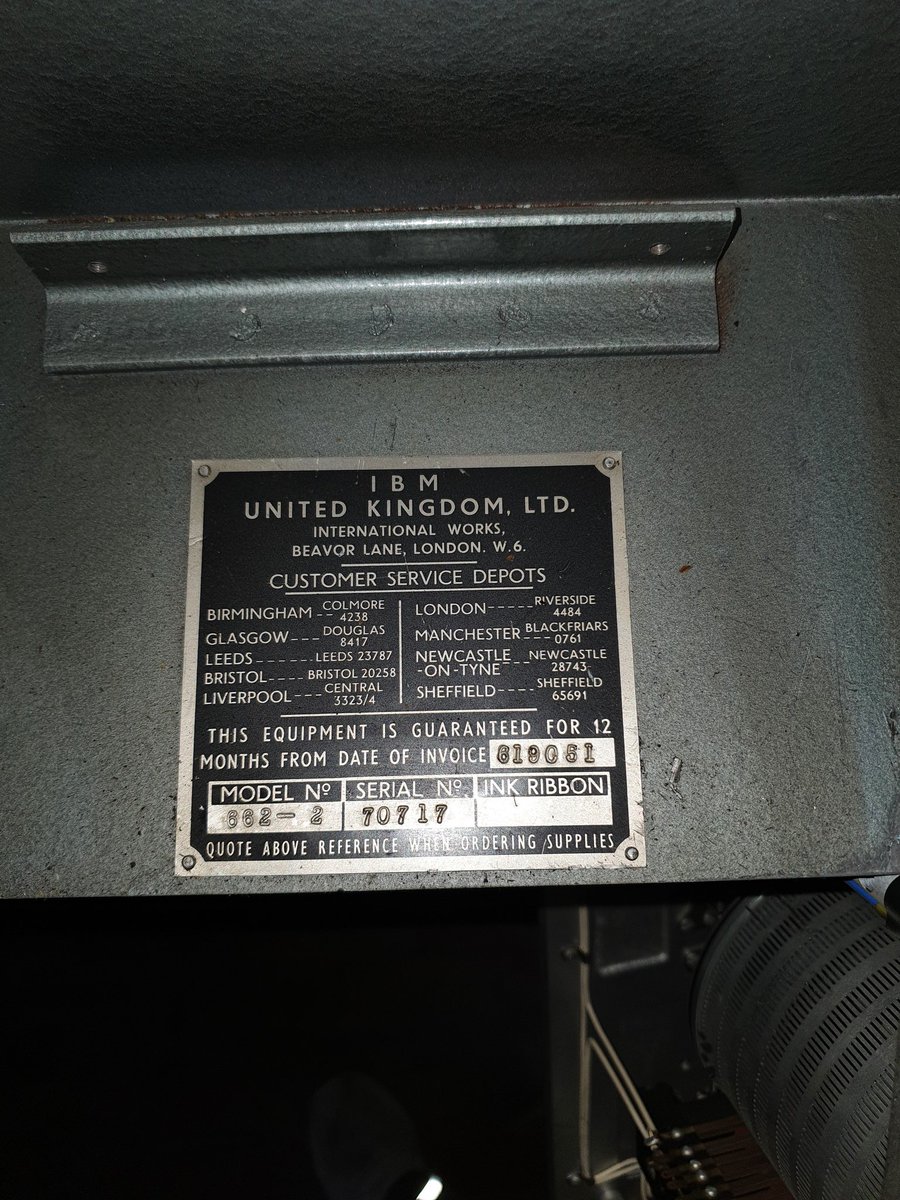 I B M
UNITED KINGDOM, LTD.
INTERNATIONAL WORKS,
BEAVOR LANE, LONDON. W.6.
CUSTOMER SERVICE DEPOTS
BIRMINGHAM -- COLMORE 4238
GLASGOW --- DOUGLAS 8417
LEEDS ------- LEEDS 23787
BRISTOL---- BRISTOL 20258
LIVERPOOL --- CENTRAL 3323/4
LONDON ----- RIVERSIDE 4484
MANCHESTER --- BLACKFRIARS 0761
NEWCASTLE -ON-TYNE -- NEWCASTLE 28743
SHEFFIELD ---- SHEFFIELD 65691
THIS EQUIPMENT IS GUARANTEED FOR 12
MONTHS FROM DATE OF INVOICE 619051
MODEL Nº SERIAL Nº. INK RIBBON
662-2 70717
QUOTE ABOVE REFERENCE WHEN ORDERING SUPPLIES